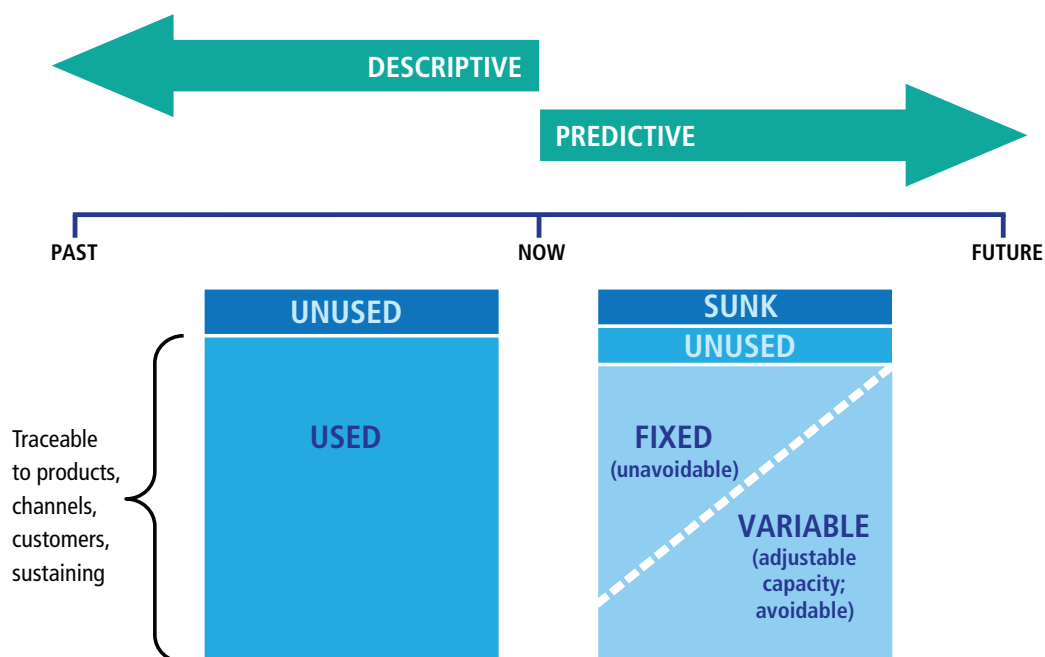 DESCRIPTIVE
PREDICTIVE
PAST
NOW
FUTURE
UNUSED
USED
Traceable
to products,
channels,
customers,
sustaining
SUNK
UNUSED
FIXED
(unavoidable)
VARIABLE
(adjustable
capacity;
avoidable)